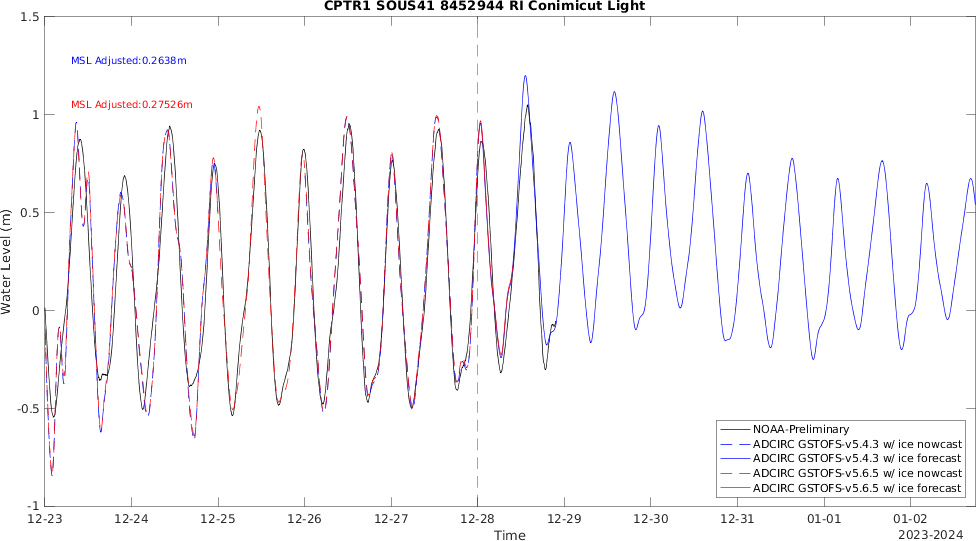 CPTR1 SOUS41 8452944 RI Conimicut Light
1.5
MSL Adjusted:0.2638m
MSL Adjusted:0.27526m
1
0.5
0
-0.5
-1
Water Level (m)
NOAA-Preliminary
ADCIRC GSTOFS-v5.4.3 w/ ice nowcast
ADCIRC GSTOFS-v5.4.3 w/ ice forecast
ADCIRC GSTOFS-v5.6.5 w/ ice nowcast
ADCIRC GSTOFS-v5.6.5 w/ ice forecast
12-23 12-24 12-25 12-26 12-27 12-28 12-29 12-30 12-31 01-01 01-02
Time
2023-2024